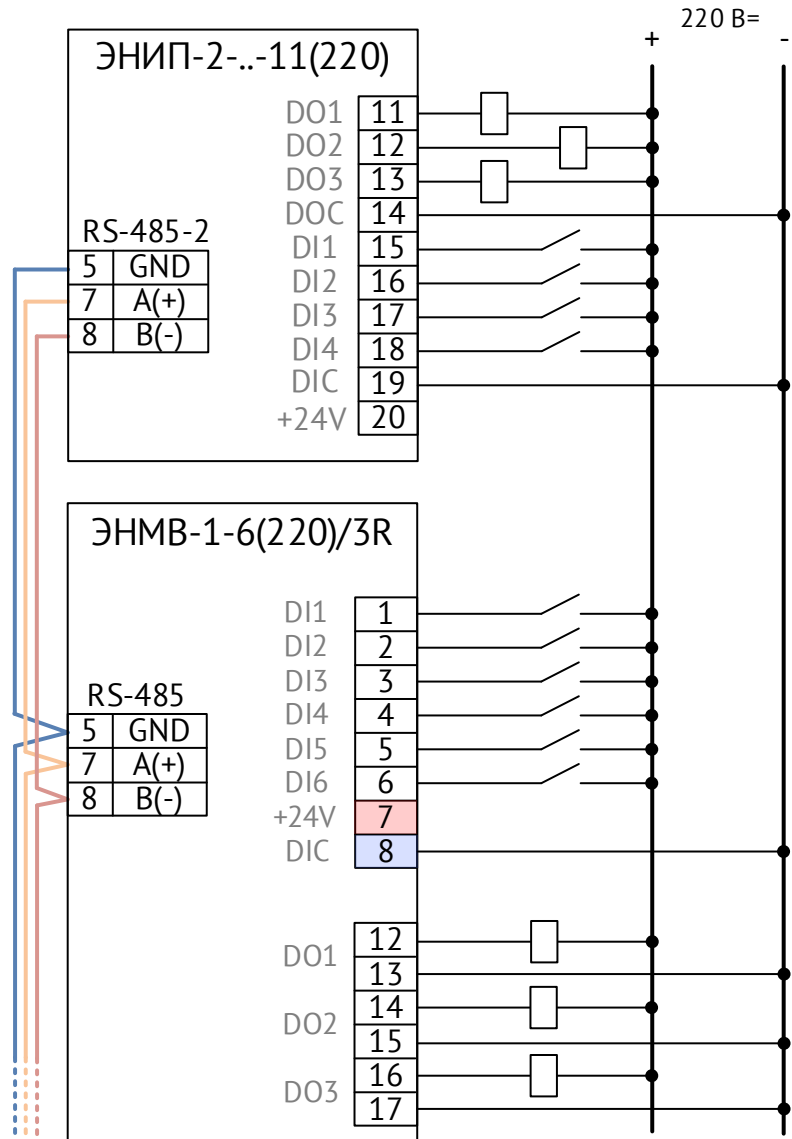 220 В=
+ -
ЭНИП-2-..-11(220)
DO1 11
DO2 12
DO3 13
DOC 14
DI1 15
DI2 16
DI3 17
DI4 18
DIC 19
+24V 20
RS-485-2
5 GND
7 A(+)
8 B(-)
ЭНМВ-1-6(220)/3R
DI1 1
DI2 2
DI3 3
DI4 4
DI5 5
DI6 6
+24V 7
DIC 8
RS-485
5 GND
7 A(+)
8 B(-)
DO1 12
13
DO2 14
15
DO3 16
17